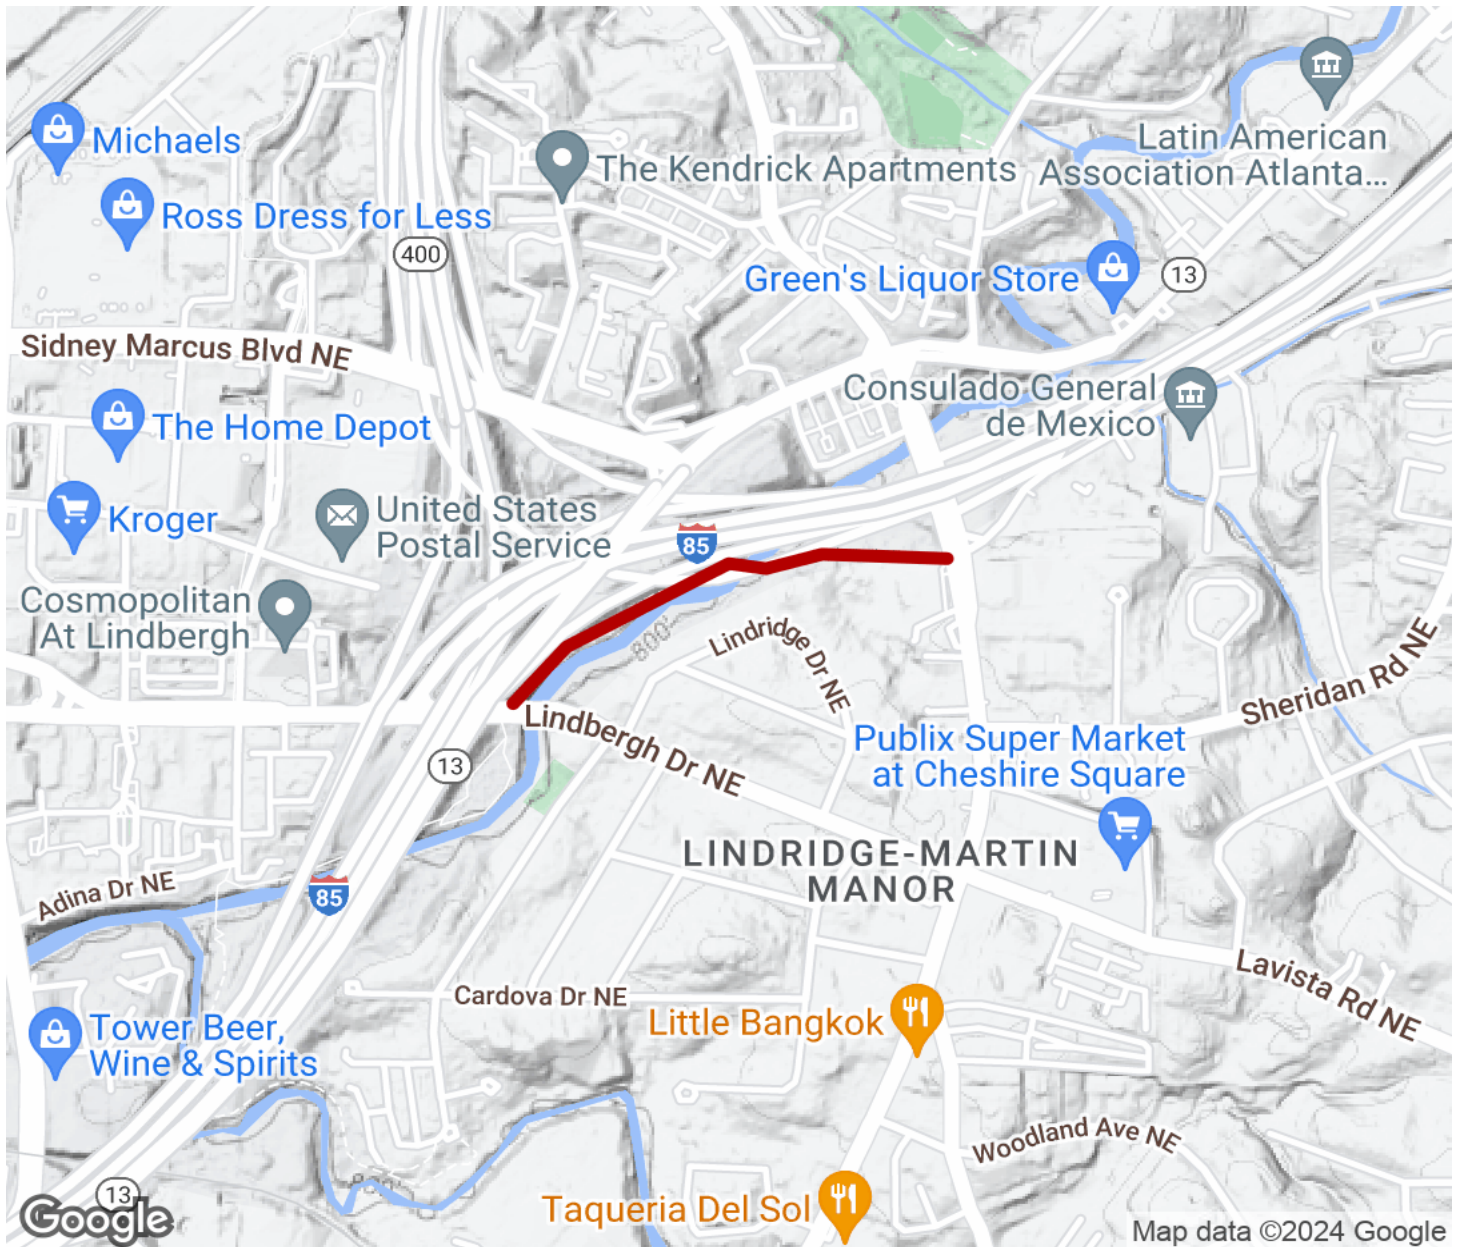 Michaels
Ross Dress for Less
400
The Kendrick Apartments
Latin American
Association Atlanta...
Green's Liquor Store
13
Sidney Marcus Blvd NE
Consulado General
de Mexico
The Home Depot
Kroger
United States
Postal Service
85
Cosmopolitan
At Lindbergh
800'
Lindridge Dr NE
Sheridan Rd NE
Lindbergh Dr NE
13
Publix Super Market
at Cheshire Square
LINDRIDGE-MARTIN
MANOR
Adina Dr NE
85
Lavista Rd NE
Cardova Dr NE
Little Bangkok
Tower Beer,
Wine & Spirits
Woodland Ave NE
13
Taqueria Del Sol
Google
Map data ©2024 Google